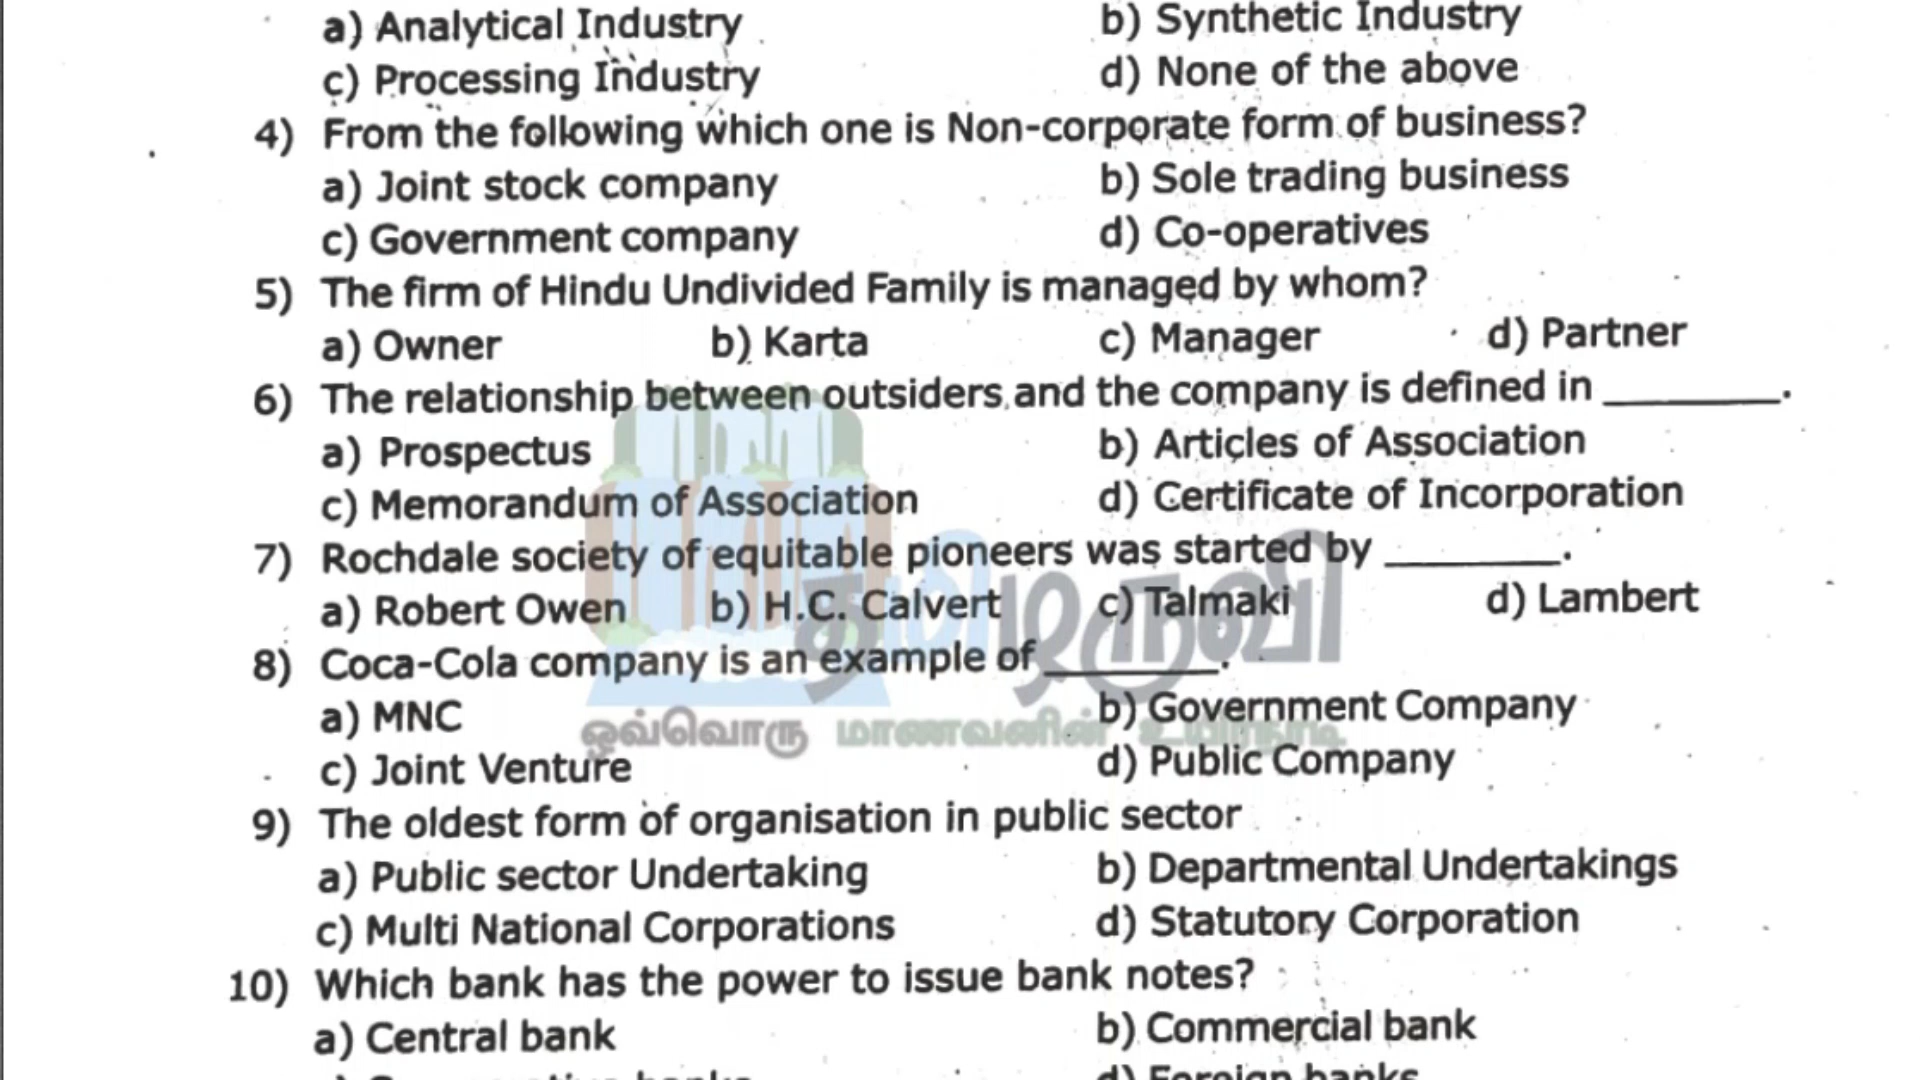 a) Analytical Industry b) Synthetic Industry
c) Processing Industry d) None of the above
4) From the following which one is Non-corporate form of business?
a) Joint stock company b) Sole trading business
c) Government company d) Co-operatives
5) The firm of Hindu Undivided Family is managed by whom?
a) Owner b) Karta c) Manager d) Partner
6) The relationship between outsiders and the company is defined in ________.
a) Prospectus b) Articles of Association
c) Memorandum of Association d) Certificate of Incorporation
7) Rochdale society of equitable pioneers was started by ________.
a) Robert Owen b) H.C. Calvert c) Talmaki d) Lambert
தமிழருவி
8) Coca-Cola company is an example of ________.
a) MNC b) Government Company
ஒவ்வொரு மாணவனின்
c) Joint Venture d) Public Company
9) The oldest form of organisation in public sector
a) Public sector Undertaking b) Departmental Undertakings
c) Multi National Corporations d) Statutory Corporation
10) Which bank has the power to issue bank notes?
a) Central bank b) Commercial bank
banks d) Foreign banks